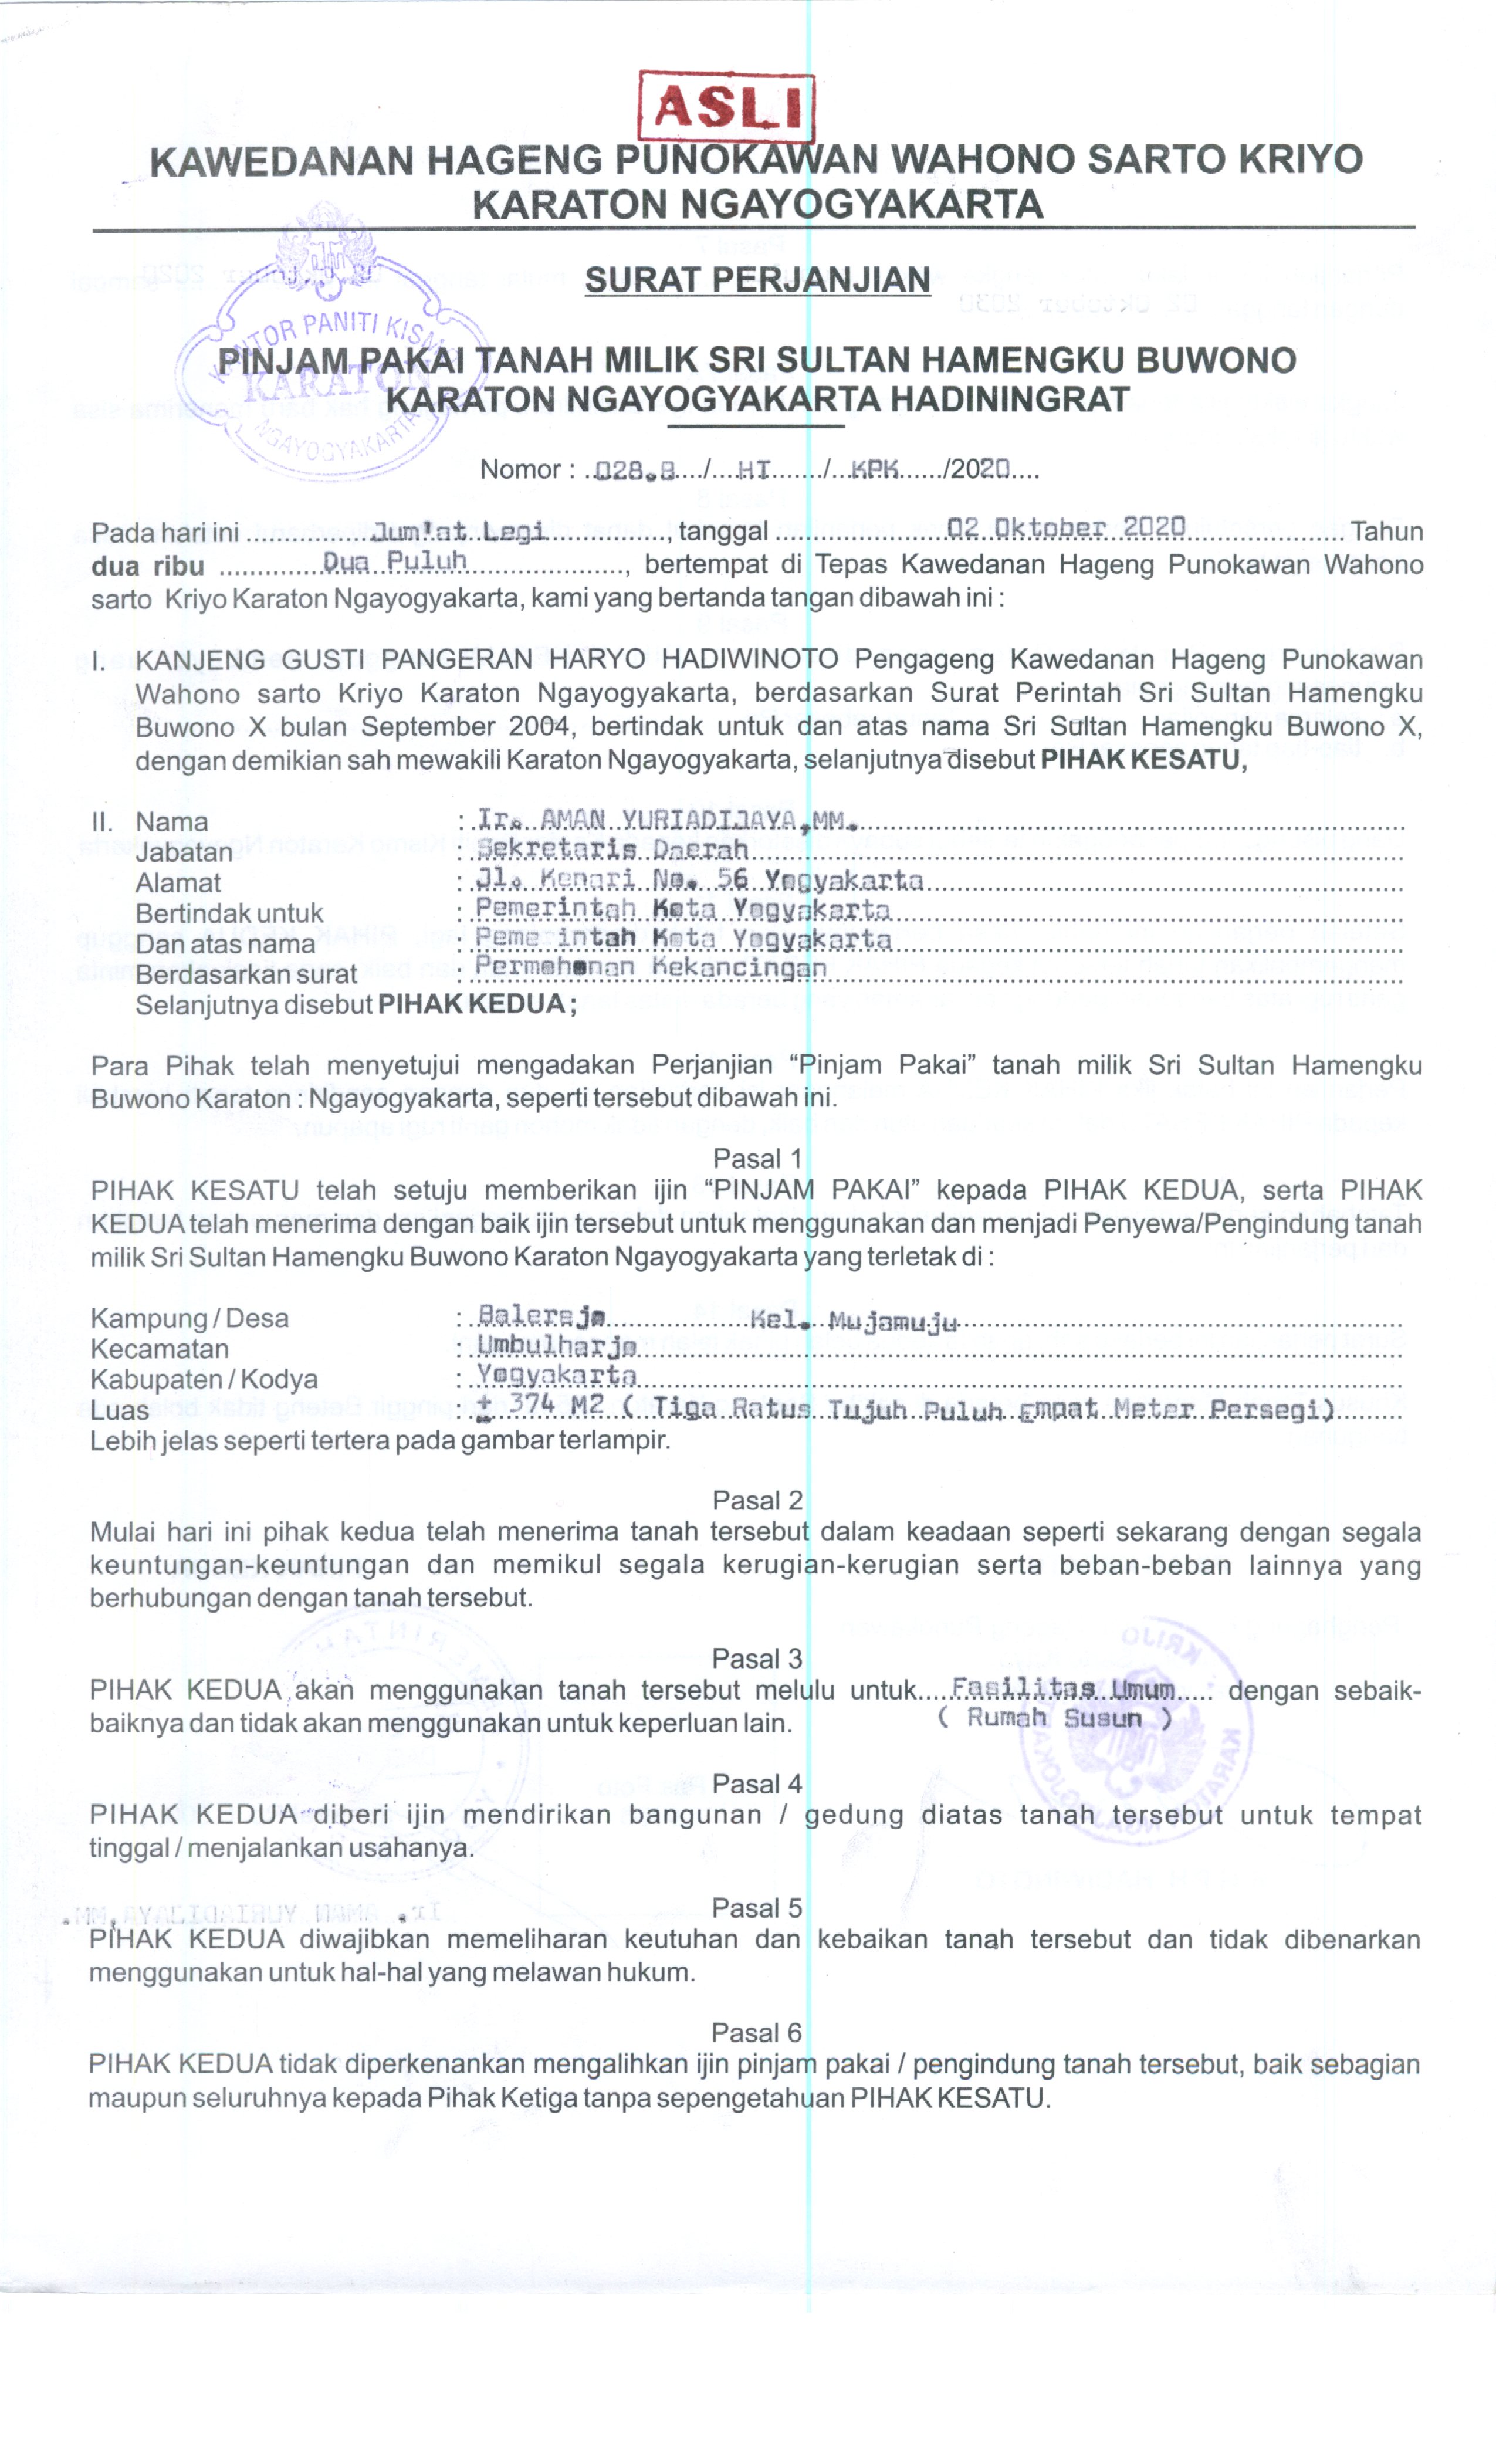 ASLI
KAWEDANAN HAGENG PUNOKAWAN WAHONO SARTO KRIYO
KARATON NGAYOGYAKARTA
SURAT PERJANJIAN
KANTOR PANITI KISMO
KARATON
NGAYOGYAKARTA
PINJAM PAKAI TANAH MILIK SRI SULTAN HAMENGKU BUWONO
KARATON NGAYOGYAKARTA HADININGRAT
Nomor : ..028.B..../....HT......./...KPK....../2020....
Pada hari ini ................Jum'at Legi................, tanggal ......................02 Oktober 2020..................... Tahun
dua ribu .............Dua Puluh....................., bertempat di Tepas Kawedanan Hageng Punokawan Wahono
sarto Kriyo Karaton Ngayogyakarta, kami yang bertanda tangan dibawah ini :
I. KANJENG GUSTI PANGERAN HARYO HADIWINOTO Pengageng Kawedanan Hageng Punokawan
Wahono sarto Kriyo Karaton Ngayogyakarta, berdasarkan Surat Perintah Sri Sultan Hamengku
Buwono X bulan September 2004, bertindak untuk dan atas nama Sri Sultan Hamengku Buwono X,
dengan demikian sah mewakili Karaton Ngayogyakarta, selanjutnya disebut PIHAK KESATU,
II. Nama : Ir. AMAN YURIADIJAYA,MM.
Jabatan : Sekretaris Daerah
Alamat : Jl. Kenari No. 56 Yogyakarta
Bertindak untuk : Pemerintah Kota Yogyakarta
Dan atas nama : Pemerintah Kota Yogyakarta
Berdasarkan surat : Permohonan Kekancingan
Selanjutnya disebut PIHAK KEDUA ;
Para Pihak telah menyetujui mengadakan Perjanjian “Pinjam Pakai” tanah milik Sri Sultan Hamengku
Buwono Karaton : Ngayogyakarta, seperti tersebut dibawah ini.
Pasal 1
PIHAK KESATU telah setuju memberikan ijin “PINJAM PAKAI” kepada PIHAK KEDUA, serta PIHAK
KEDUA telah menerima dengan baik ijin tersebut untuk menggunakan dan menjadi Penyewa/Pengindung tanah
milik Sri Sultan Hamengku Buwono Karaton Ngayogyakarta yang terletak di :
Kampung / Desa : Balerejo Kel. Mujamuju
Kecamatan : Umbulharjo
Kabupaten / Kodya : Yogyakarta
Luas : ± 374 M2 ( Tiga Ratus Tujuh Puluh Empat Meter Persegi)
Lebih jelas seperti tertera pada gambar terlampir.
Pasal 2
Mulai hari ini pihak kedua telah menerima tanah tersebut dalam keadaan seperti sekarang dengan segala
keuntungan-keuntungan dan memikul segala kerugian-kerugian serta beban-beban lainnya yang
berhubungan dengan tanah tersebut.
Pasal 3
PIHAK KEDUA akan menggunakan tanah tersebut melulu untuk....Fasilitas Umum..... dengan sebaik-
baiknya dan tidak akan menggunakan untuk keperluan lain. ( Rumah Susun )
Pasal 4
PIHAK KEDUA diberi ijin mendirikan bangunan / gedung diatas tanah tersebut untuk tempat
tinggal / menjalankan usahanya.
Pasal 5
PIHAK KEDUA diwajibkan memeliharan keutuhan dan kebaikan tanah tersebut dan tidak dibenarkan
menggunakan untuk hal-hal yang melawan hukum.
Pasal 6
PIHAK KEDUA tidak diperkenankan mengalihkan ijin pinjam pakai / pengindung tanah tersebut, baik sebagian
maupun seluruhnya kepada Pihak Ketiga tanpa sepengetahuan PIHAK KESATU.